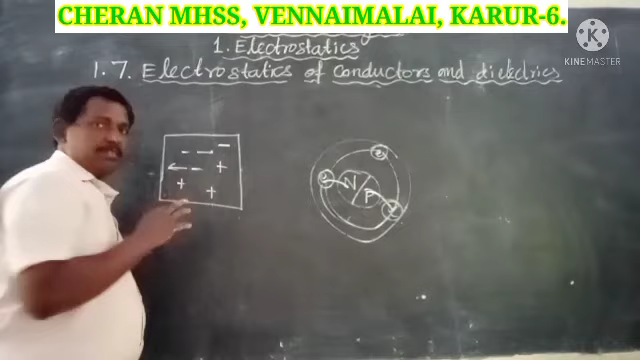 CHERAN MHSS, VENNAIMALAI, KARUR-6.
KINEMASTER
1. Electrostatics
1.7. Electrostatics of conductors and dielectrics
- - -
← - +
+ +
N P